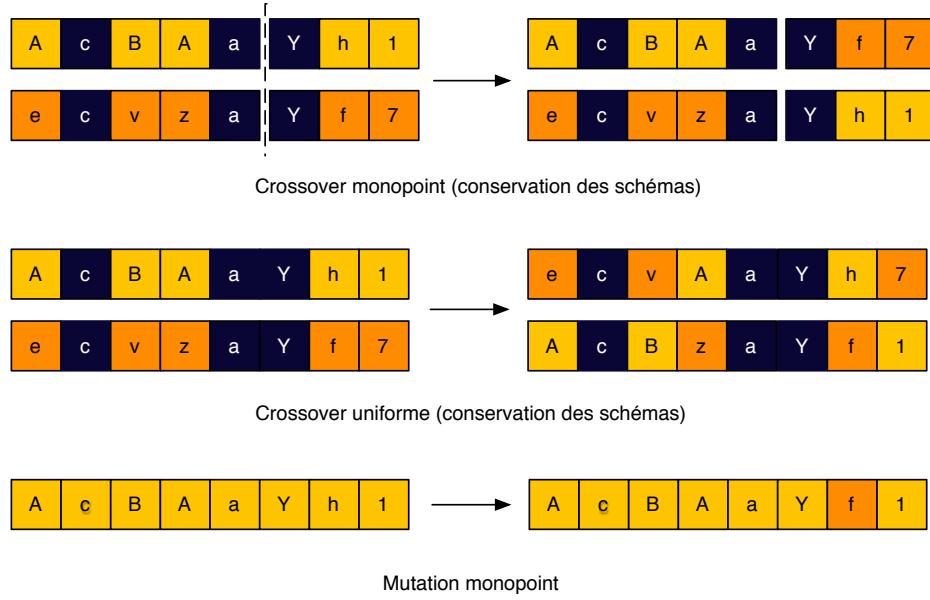 A c B A a Y h 1 A c B A a Y f 7
e c v z a Y f 7 e c v z a Y h 1
Crossover monopoint (conservation des schémas)
A c B A a Y h 1 e c v A a Y h 7
e c v z a Y f 7 A c B z a Y f 1
Crossover uniforme (conservation des schémas)
A c B A a Y h 1 A c B A a Y f 1
Mutation monopoint